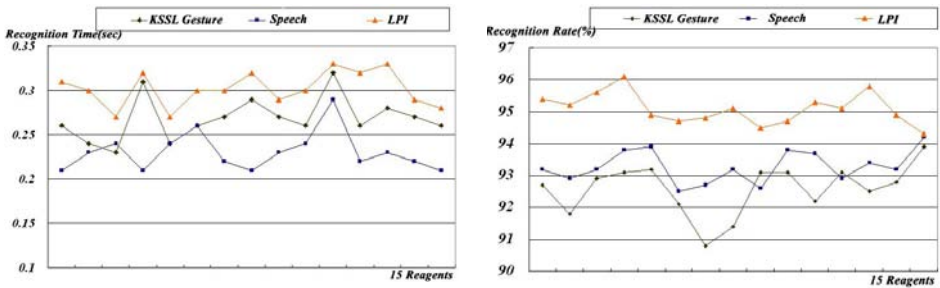 KSSL Gesture Speech LPI
Recognition Time(sec)
0.35
0.3
0.25
0.2
0.15
0.1
15 Reagents
KSSL Gesture Speech LPI
Recognition Rate(%)
97
96
95
94
93
92
91
90
15 Reagents